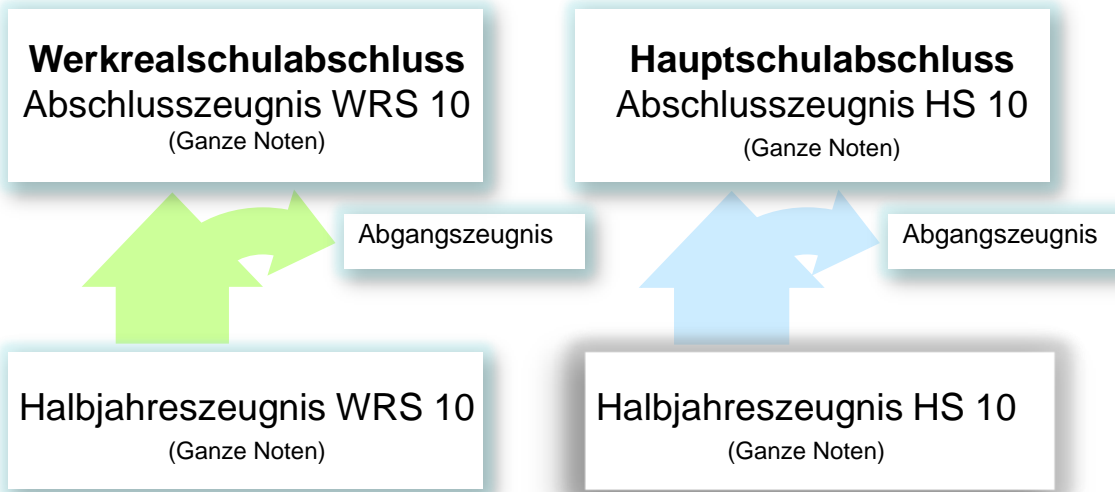 Werkrealschulabschluss
Abschlusszeugnis WRS 10
(Ganze Noten)
Hauptschulabschluss
Abschlusszeugnis HS 10
(Ganze Noten)
Abgangszeugnis
Abgangszeugnis
Halbjahreszeugnis WRS 10
(Ganze Noten)
Halbjahreszeugnis HS 10
(Ganze Noten)